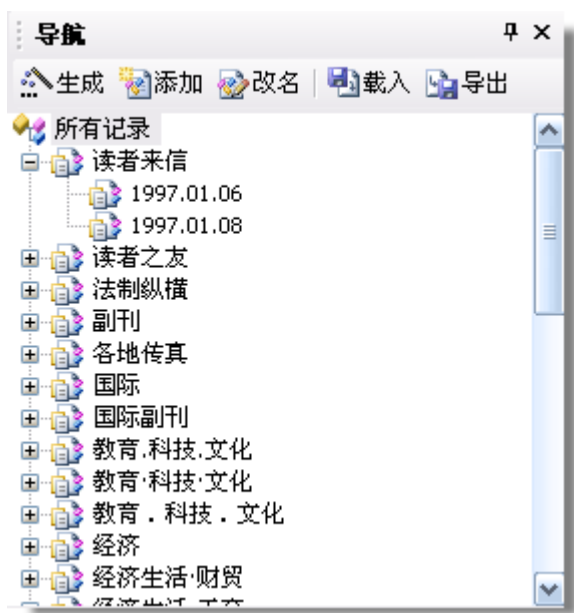 导航
生成 添加 改名 载入 导出
所有记录
读者来信
1997.01.06
1997.01.08
读者之友
法制纵横
副刊
各地传真
国际
国际副刊
教育.科技.文化
教育·科技·文化
教育．科技．文化
经济
经济生活·财贸